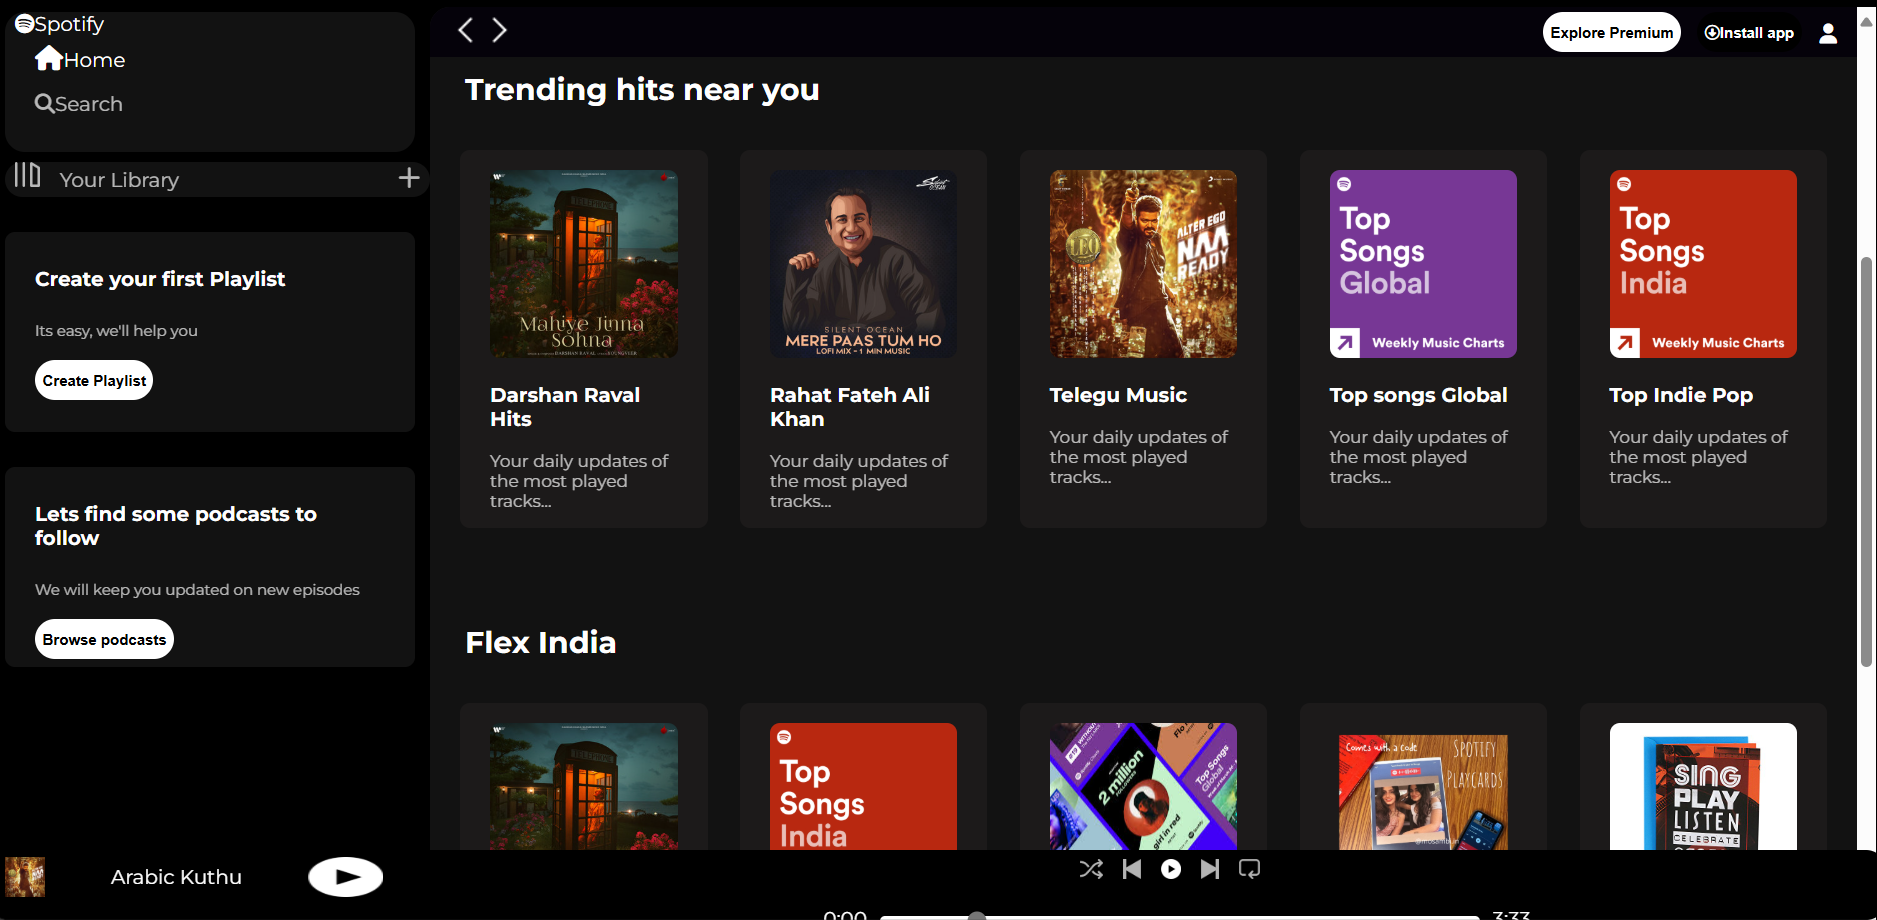 Spotify
Home
Search
Your Library
Create your first Playlist
Its easy, we'll help you
Create Playlist
Lets find some podcasts to
follow
We will keep you updated on new episodes
Browse podcasts
Explore Premium
Install app
Trending hits near you
TELEPHONE
Mahiye Jinna
Sohna
Silent
OCEAN
SILENT OCEAN
MERE PAAS TUM HO
LOFI MIX - 1 MIN MUSIC
LEO
ALTER EGO
NAA
READY
Top
Songs
Global
Weekly Music Charts
Top
Songs
India
Weekly Music Charts
Darshan Raval
Hits
Your daily updates of
the most played
tracks...
Rahat Fateh Ali
Khan
Your daily updates of
the most played
tracks...
Telegu Music
Your daily updates of
the most played
tracks...
Top songs Global
Your daily updates of
the most played
tracks...
Top Indie Pop
Your daily updates of
the most played
tracks...
Flex India
Top
Songs
India
2 million
girl in red
Top Songs
Global
Comes with a code
SPOTIFY
PLAYCARDS
SING
PLAY
LISTEN
CELEBRATE
Arabic Kuthu
0:00
3:33